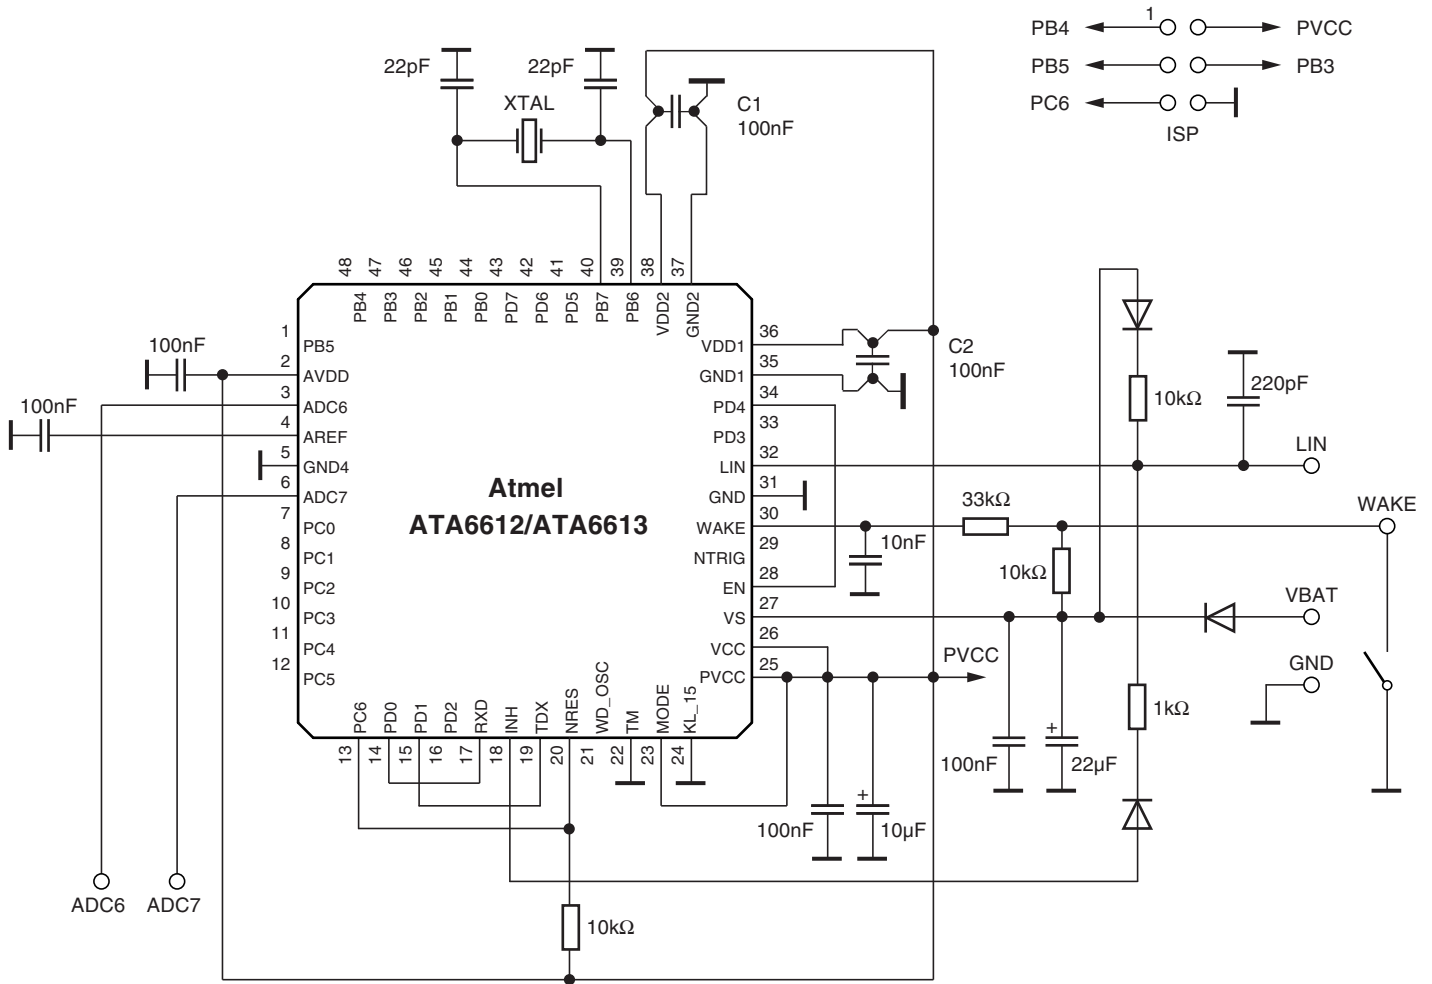 PB4 1 PVCC
PB5 PB3
PC6
ISP
22pF 22pF
XTAL
C1
100nF
48 47 46 45 44 43 42 41 40 39 38 37
PB4 PB3 PB2 PB1 PB0 PD7 PD6 PD5 PB7 PB6 VDD2 GND2
1 PB5
2 AVDD
3 ADC6
4 AREF
5 GND4
6 ADC7
7 PC0
8 PC1
9 PC2
10 PC3
11 PC4
12 PC5
100nF
100nF
Atmel
ATA6612/ATA6613
36 VDD1
35 GND1
34 PD4
33 PD3
32 LIN
31 GND
30 WAKE
29 NTRIG
28 EN
27 VS
26 VCC
25 PVCC
C2
100nF
10kΩ
220pF
LIN
33kΩ
WAKE
10nF
10kΩ
VBAT
PVCC
GND
1kΩ
100nF
+
22µF
PC6 PD0 PD1 PD2 RXD INH TDX NRES WD_OSC TM MODE KL_15
13 14 15 16 17 18 19 20 21 22 23 24
100nF
+
10µF
ADC6 ADC7
10kΩ